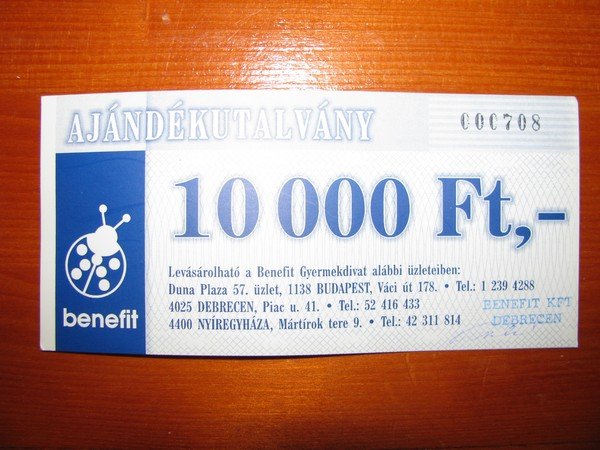 AJÁNDÉKUTALVÁNY
000708
10 000 Ft,-
Levásárolható a Benefit Gyermekdivat alábbi üzleteiben:
Duna Plaza 57. üzlet, 1138 BUDAPEST, Váci út 178. • Tel.: 1 239 4288
4025 DEBRECEN, Piac u. 41. • Tel.: 52 416 433
4400 NYÍREGYHÁZA, Mártírok tere 9. • Tel.: 42 311 814
BENEFIT KFT
DEBRECEN
benefit